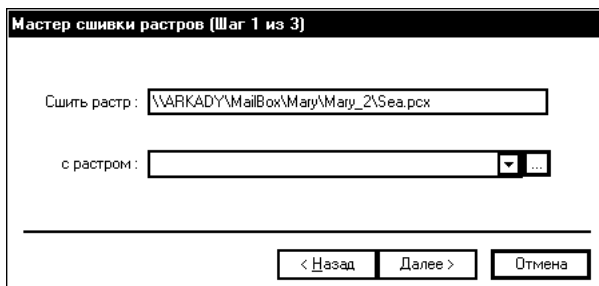 Мастер сшивки растров (Шаг 1 из 3)
Сшить растр : \\ARKADY\MailBox\Mary\Mary_2\Sea.pcx
с растром : ...
< Назад Далее > Отмена